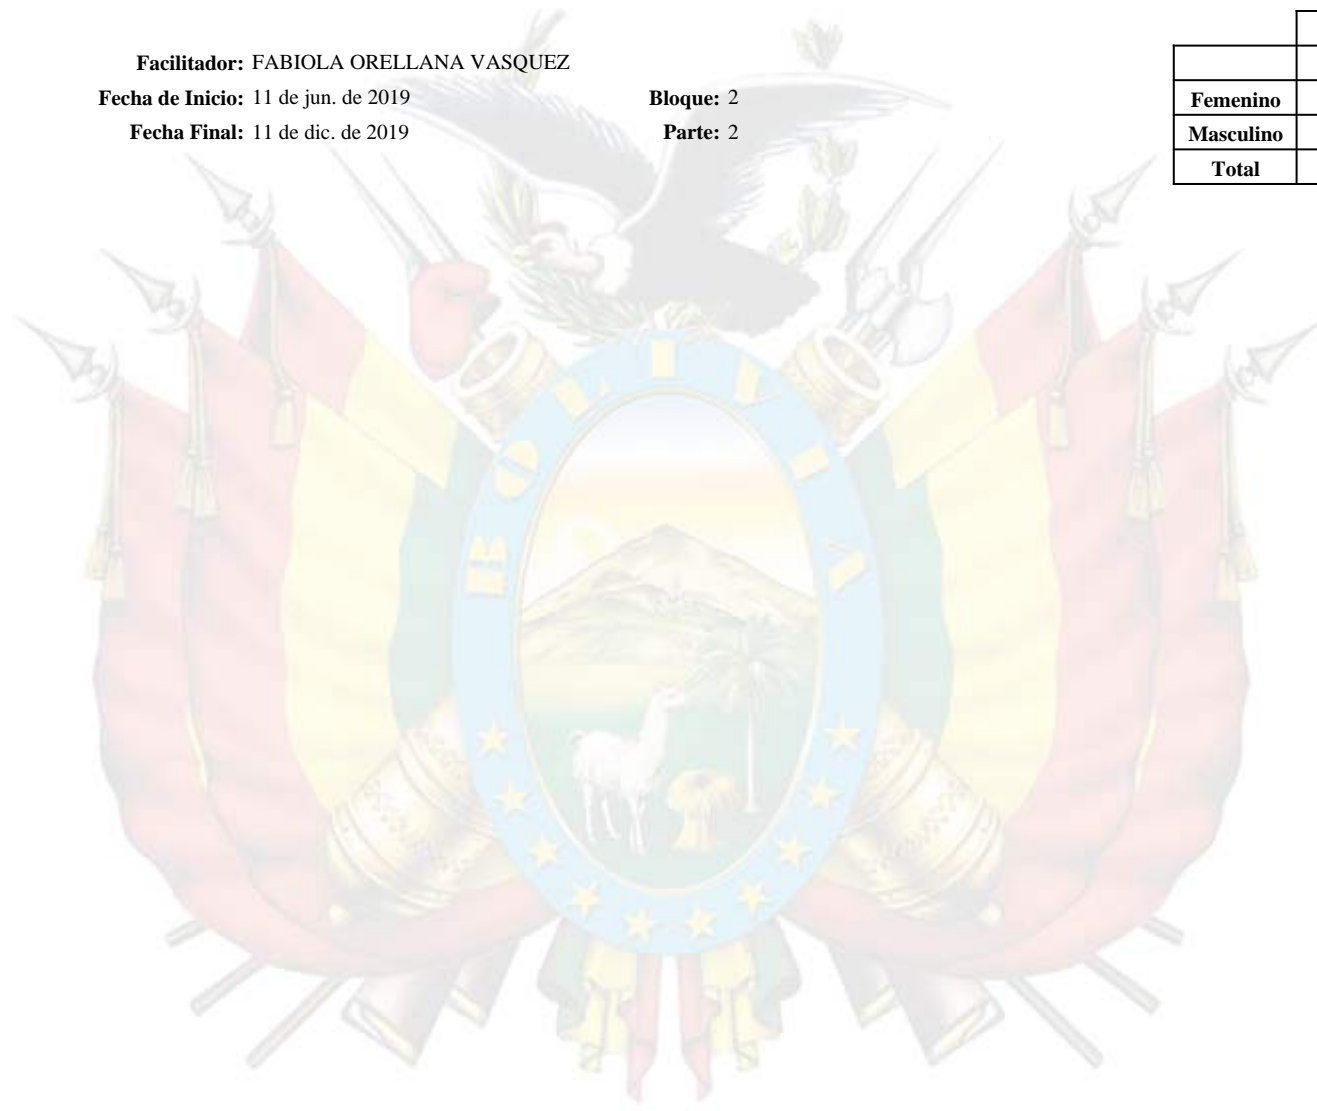 Facilitador: FABIOLA ORELLANA VASQUEZ
Fecha de Inicio: 11 de jun. de 2019 Bloque: 2
Fecha Final: 11 de dic. de 2019 Parte: 2
Femenino
Masculino
Total
BOLIVIA